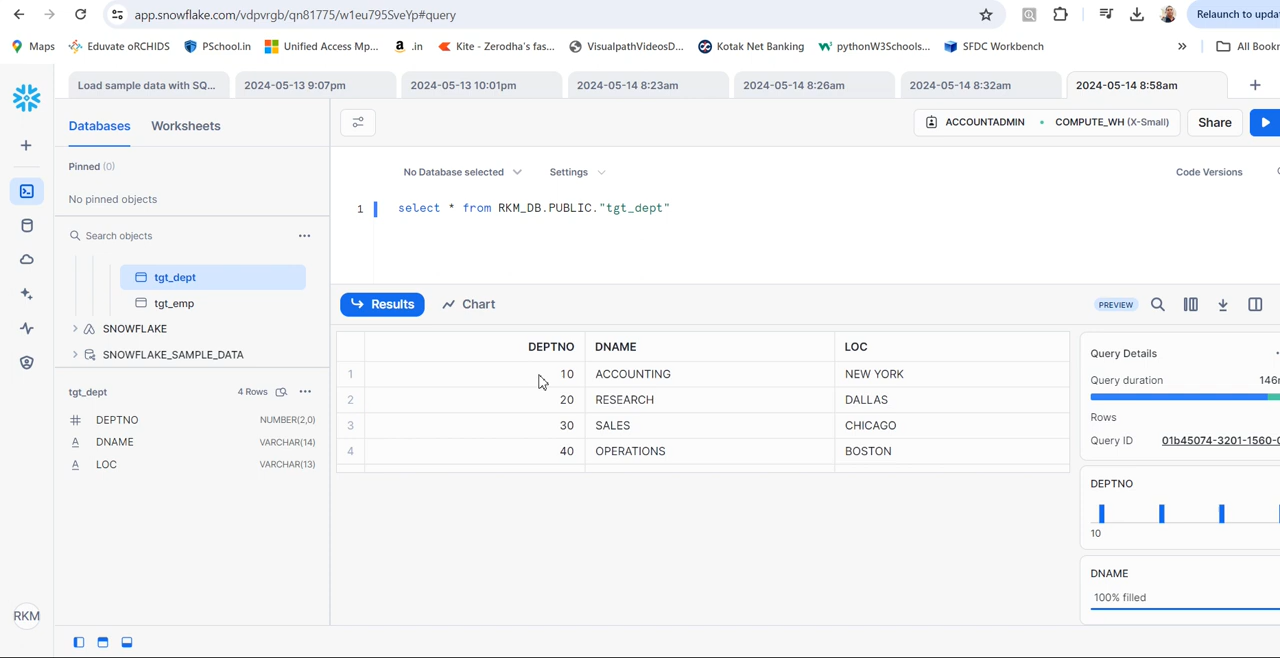 app.snowflake.com/vdpvrgb/qn81775/w1eu795SveYp#query
Relaunch to upda
Maps
Eduvate oRCHIDS
PSchool.in
Unified Access Mp...
.in
Kite - Zerodha's fas...
VisualpathVideosD...
Kotak Net Banking
pythonW3Schools...
SFDC Workbench
»
All Bookr
Load sample data with SQ...
2024-05-13 9:07pm
2024-05-13 10:01pm
2024-05-14 8:23am
2024-05-14 8:26am
2024-05-14 8:32am
2024-05-14 8:58am
Databases
Worksheets
ACCOUNTADMIN
COMPUTE_WH (X-Small)
Share
Pinned (0)
No pinned objects
No Database selected
Settings
Code Versions
1 select * from RKM_DB.PUBLIC."tgt_dept"
Search objects
tgt_dept
tgt_emp
SNOWFLAKE
SNOWFLAKE_SAMPLE_DATA
Results
Chart
PREVIEW
DEPTNO DNAME LOC
1 10 ACCOUNTING NEW YORK
2 20 RESEARCH DALLAS
3 30 SALES CHICAGO
4 40 OPERATIONS BOSTON
tgt_dept 4 Rows
DEPTNO NUMBER(2,0)
DNAME VARCHAR(14)
LOC VARCHAR(13)
Query Details
Query duration 146m
Rows
Query ID 01b45074-3201-1560-0
DEPTNO
10
DNAME
100% filled
RKM